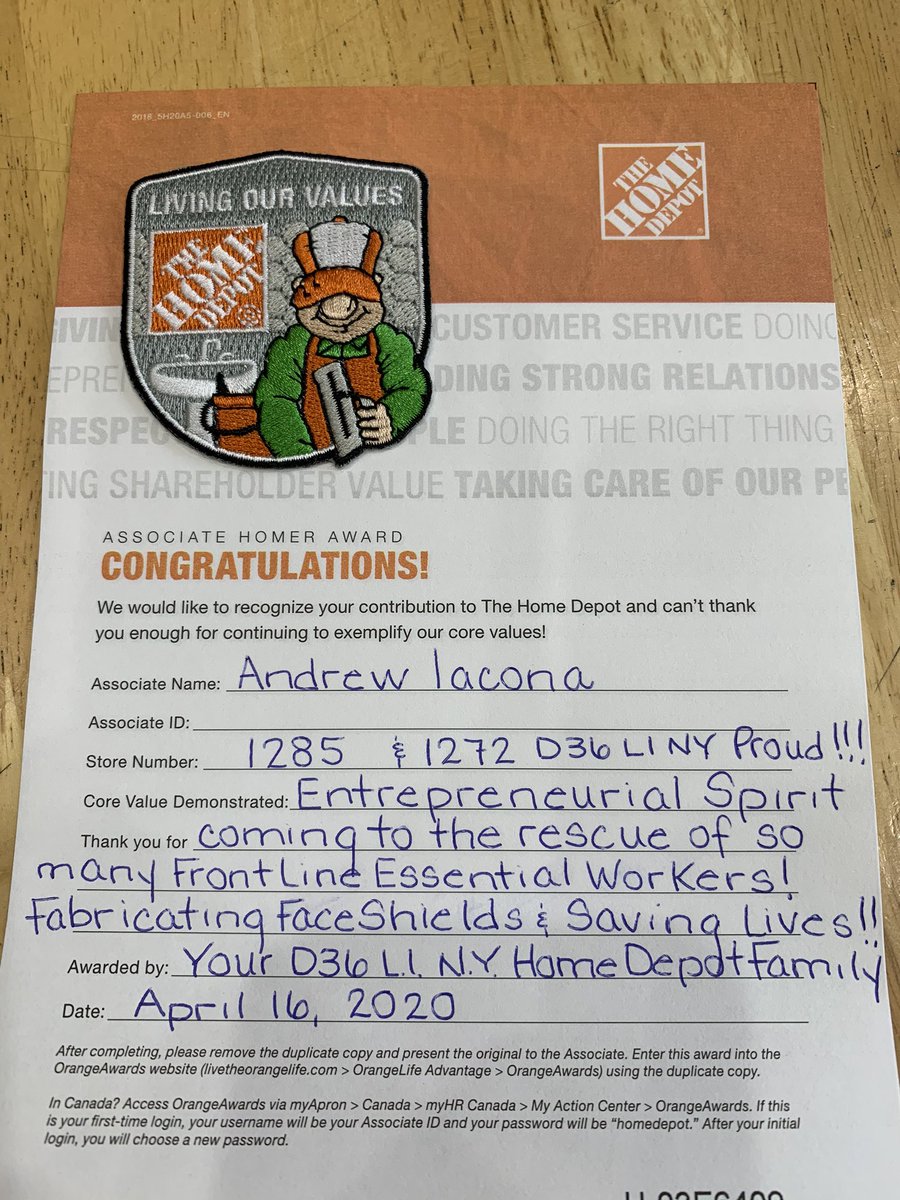 2018_5H20A5-006_EN
LIVING OUR VALUES
THE HOME DEPOT
THE HOME DEPOT
CUSTOMER SERVICE DOING
DING STRONG RELATIONS
RESPEC PLE DOING THE RIGHT THING
ING SHAREHOLDER VALUE TAKING CARE OF OUR PE
ASSOCIATE HOMER AWARD
CONGRATULATIONS!
We would like to recognize your contribution to The Home Depot and can't thank
you enough for continuing to exemplify our core values!
Associate Name: Andrew Iacona
Associate ID:
Store Number: 1285 & 1272 D36 LI NY Proud!!!
Core Value Demonstrated: Entrepreneurial Spirit
Thank you for coming to the rescue of so
many FrontLine Essential Workers!
Fabricating FaceShields & Saving Lives!!
Awarded by: Your D36 L.I. N.Y. HomeDepotFamily
Date: April 16, 2020
After completing, please remove the duplicate copy and present the original to the Associate. Enter this award into the
OrangeAwards website (livetheorangelife.com > OrangeLife Advantage > OrangeAwards) using the duplicate copy.
In Canada? Access OrangeAwards via myApron > Canada > myHR Canada > My Action Center > OrangeAwards. If this
is your first-time login, your username will be your Associate ID and your password will be "homedepot." After your initial
login, you will choose a new password.